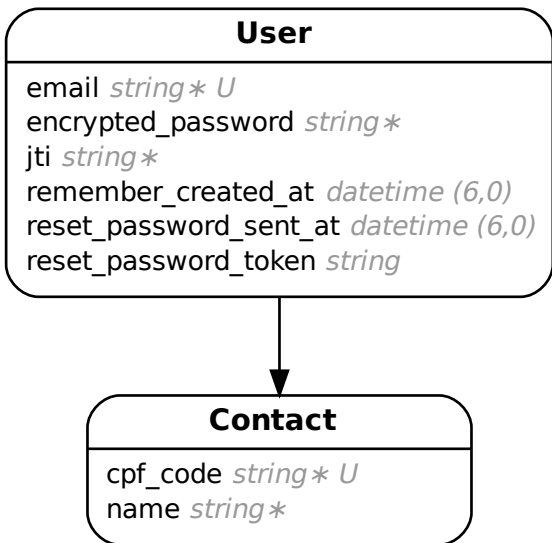 User
email string∗ U
encrypted_password string∗
jti string∗
remember_created_at datetime (6,0)
reset_password_sent_at datetime (6,0)
reset_password_token string
Contact
cpf_code string∗ U
name string∗